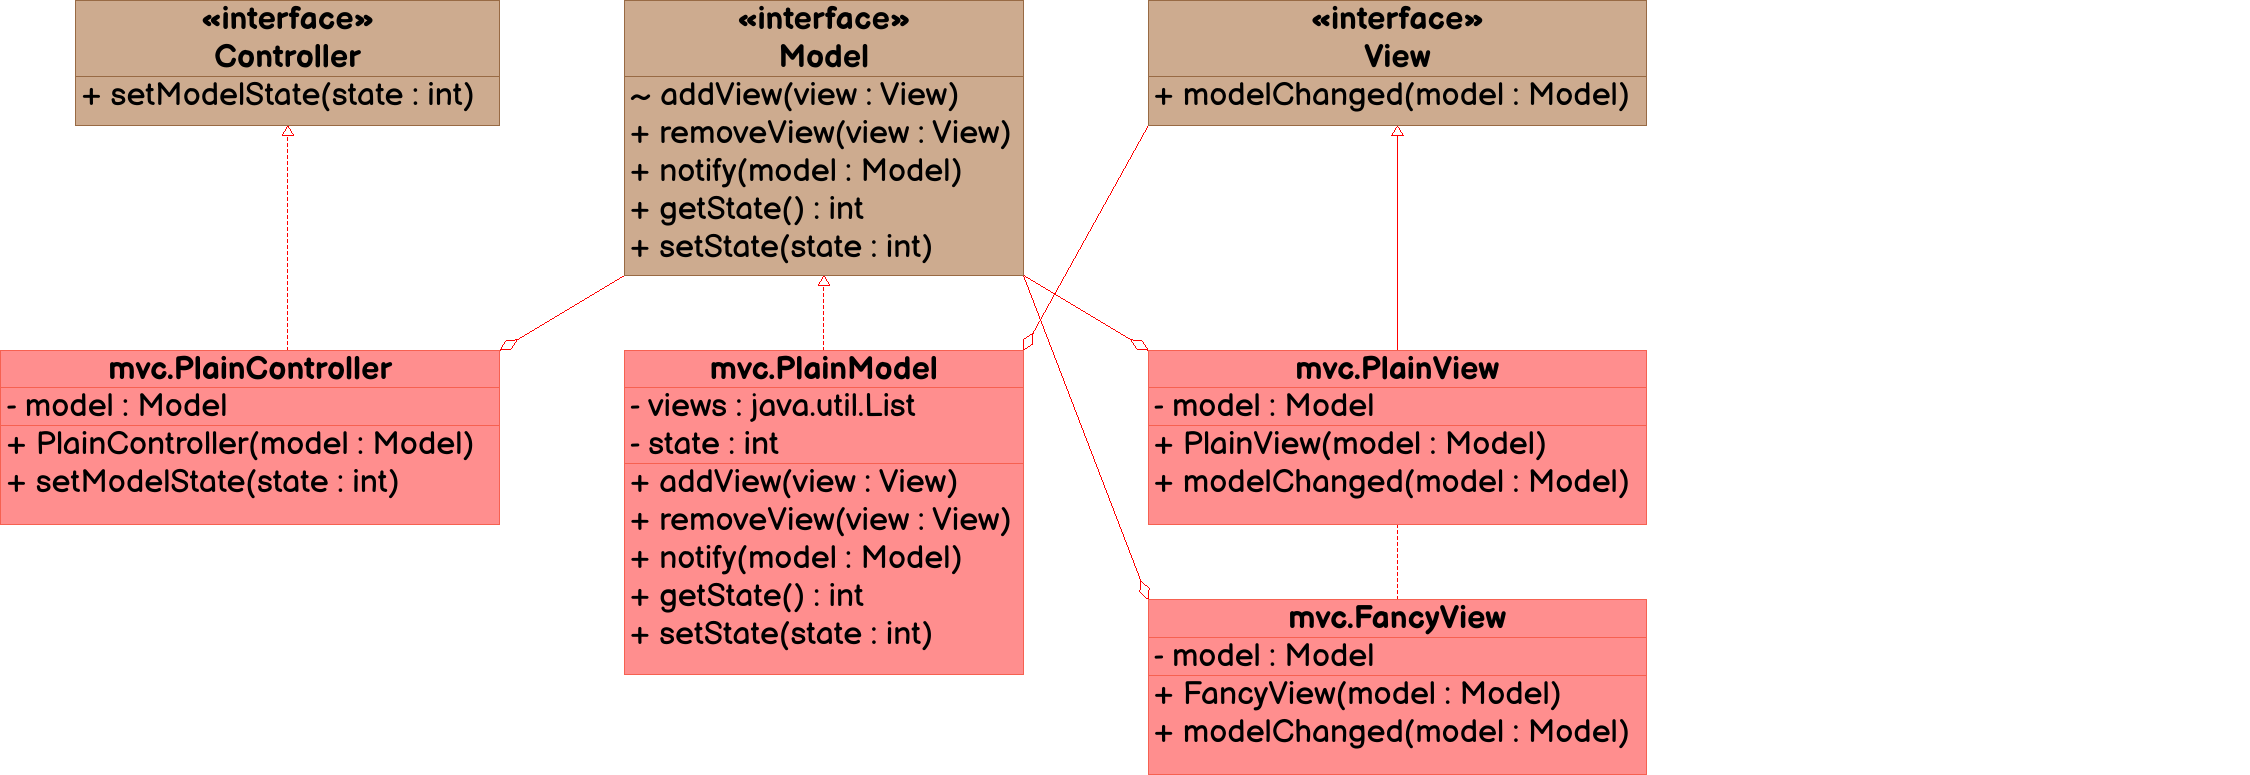 «interface»
Controller
+ setModelState(state : int)
«interface»
Model
~ addView(view : View)
+ removeView(view : View)
+ notify(model : Model)
+ getState() : int
+ setState(state : int)
«interface»
View
+ modelChanged(model : Model)
mvc.PlainController
- model : Model
+ PlainController(model : Model)
+ setModelState(state : int)
mvc.PlainModel
- views : java.util.List
- state : int
+ addView(view : View)
+ removeView(view : View)
+ notify(model : Model)
+ getState() : int
+ setState(state : int)
mvc.PlainView
- model : Model
+ PlainView(model : Model)
+ modelChanged(model : Model)
mvc.FancyView
- model : Model
+ FancyView(model : Model)
+ modelChanged(model : Model)